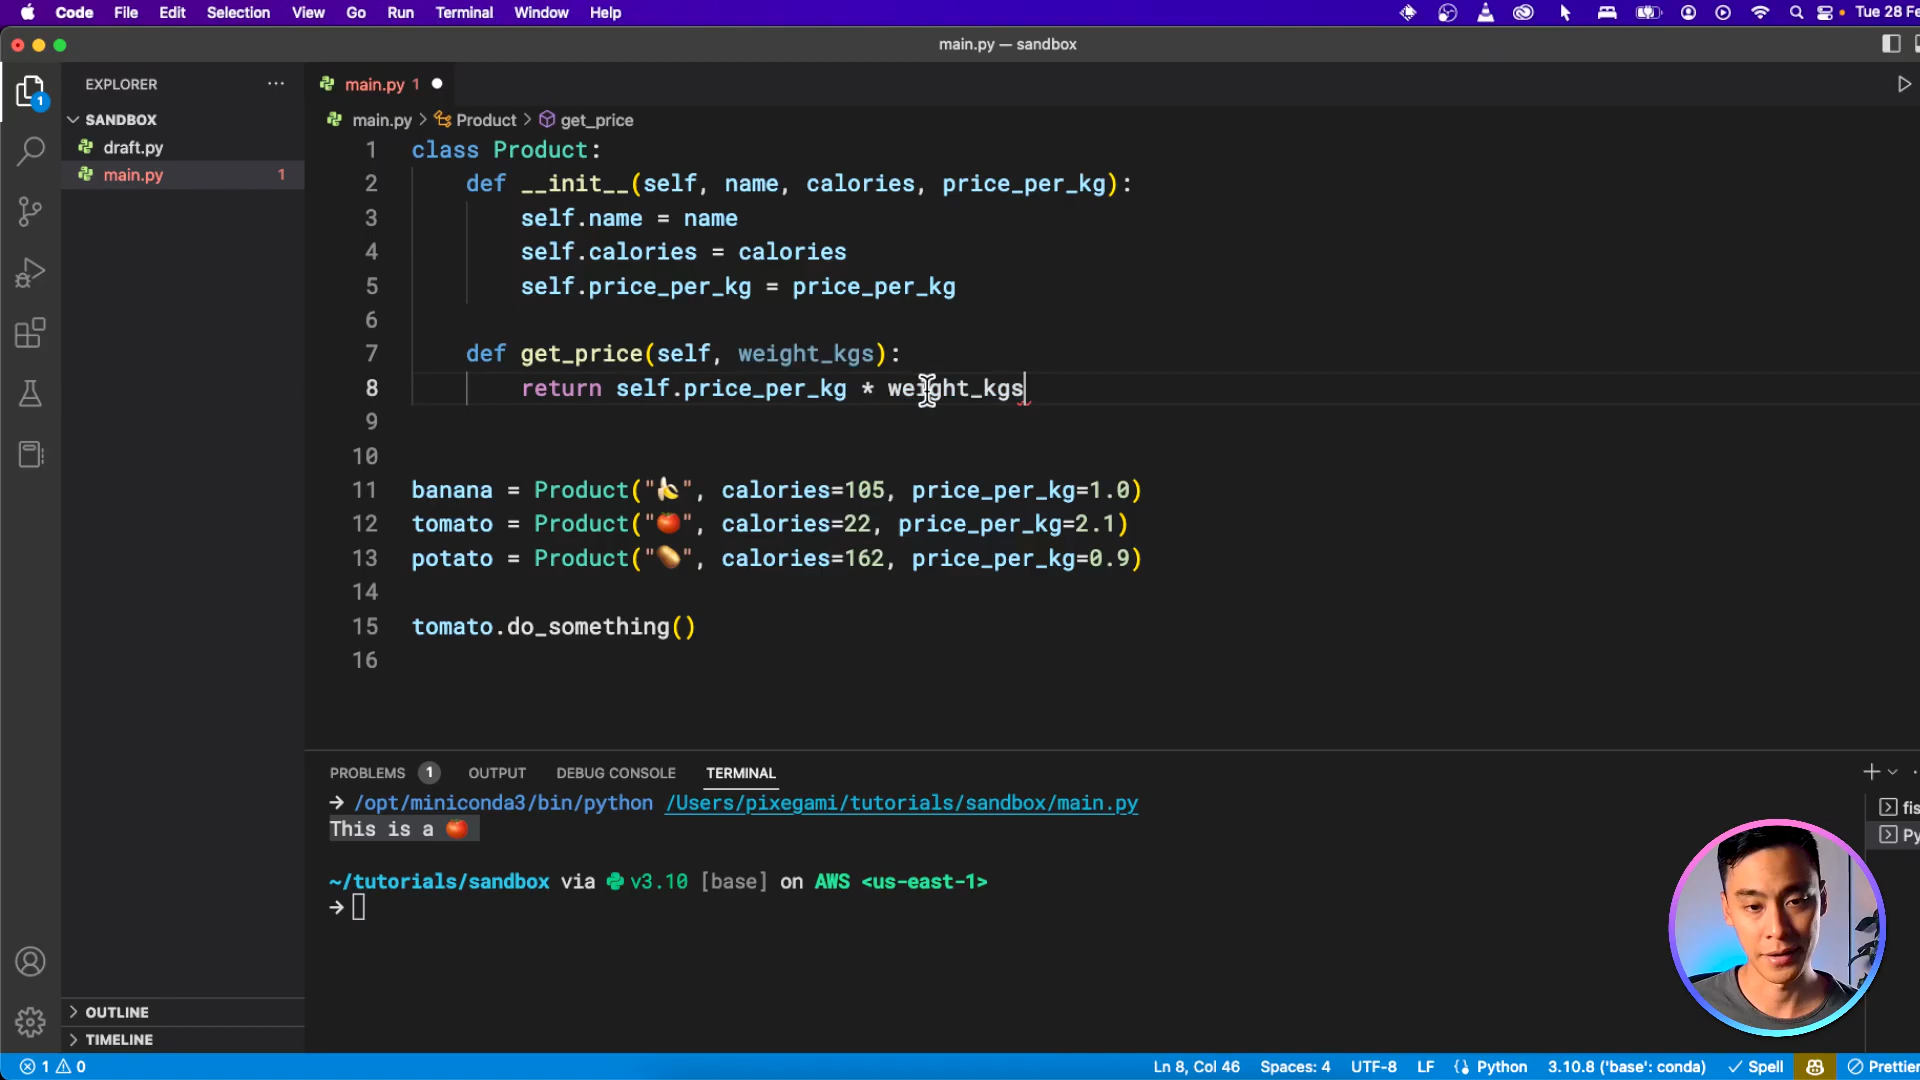 Code File Edit Selection View Go Run Terminal Window Help Tue 28 Fe
main.py — sandbox
EXPLORER
SANDBOX
draft.py
main.py 1
OUTLINE
TIMELINE
main.py 1
main.py > Product > get_price
1 class Product:
2 def __init__(self, name, calories, price_per_kg):
3 self.name = name
4 self.calories = calories
5 self.price_per_kg = price_per_kg
6
7 def get_price(self, weight_kgs):
8 return self.price_per_kg * weight_kgs
9
10
11 banana = Product("🍌", calories=105, price_per_kg=1.0)
12 tomato = Product("🍅", calories=22, price_per_kg=2.1)
13 potato = Product("🥔", calories=162, price_per_kg=0.9)
14
15 tomato.do_something()
16
PROBLEMS 1 OUTPUT DEBUG CONSOLE TERMINAL
→ /opt/miniconda3/bin/python /Users/pixegami/tutorials/sandbox/main.py
This is a 🍅
~/tutorials/sandbox via v3.10 [base] on AWS <us-east-1>
→
fis
Py
1 0 Ln 8, Col 46 Spaces: 4 UTF-8 LF Python 3.10.8 ('base': conda) Spell Prettier